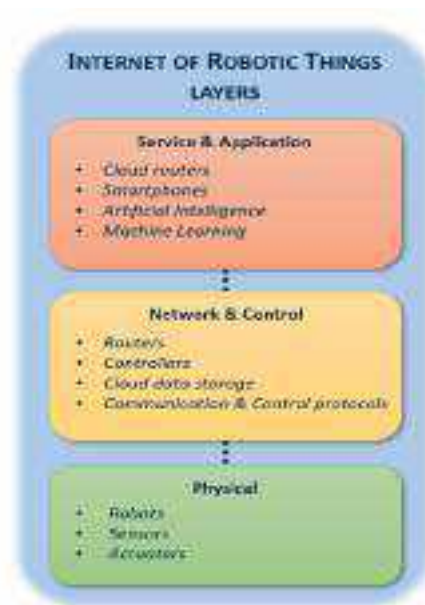 INTERNET OF ROBOTIC THINGS
LAYERS
Service & Application
• Cloud routers
• Smartphones
• Artificial Intelligence
• Machine Learning
Network & Control
• Routers
• Controllers
• Cloud data storage
• Communication & Control protocols
Physical
• Robots
• Sensors
• Actuators